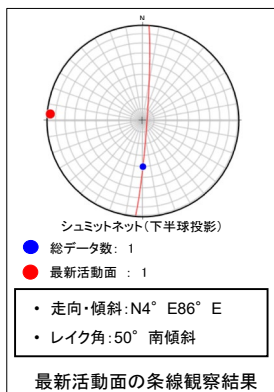 N
シュミットネット(下半球投影)
総データ数: 1
最新活動面 : 1
・ 走向・傾斜:N4° E86° E
・ レイク角:50° 南傾斜
最新活動面の条線観察結果